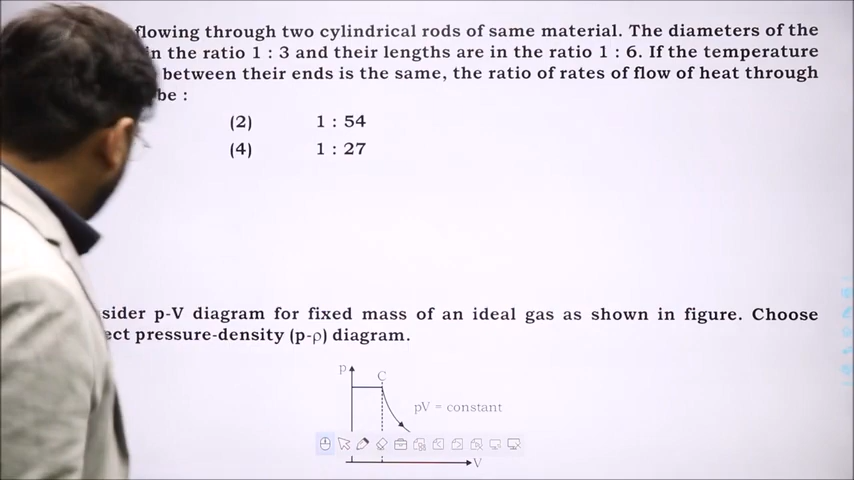 flowing through two cylindrical rods of same material. The diameters of the
in the ratio 1 : 3 and their lengths are in the ratio 1 : 6. If the temperature
between their ends is the same, the ratio of rates of flow of heat through
be :
(2) 1 : 54
(4) 1 : 27
sider p-V diagram for fixed mass of an ideal gas as shown in figure. Choose
ect pressure-density (p-ρ) diagram.
p
C
pV = constant
V